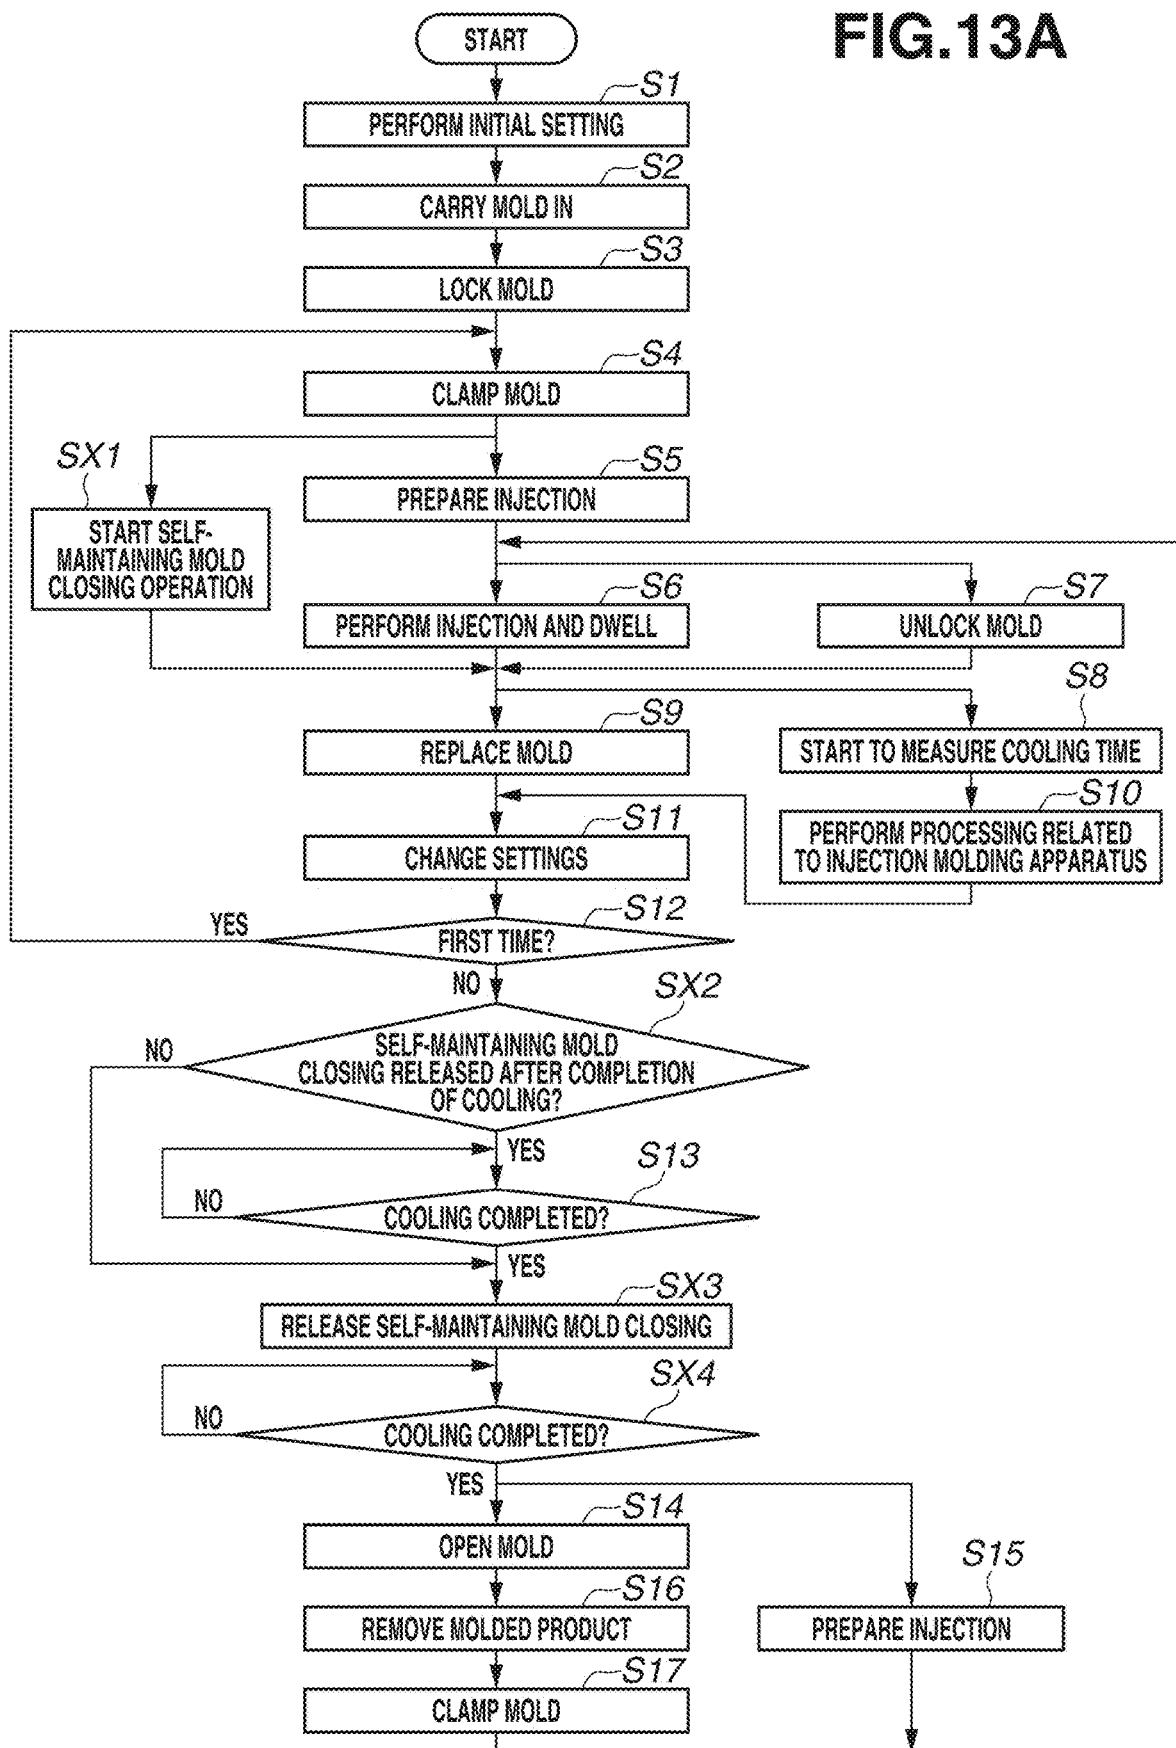 FIG.13A
START
S1
PERFORM INITIAL SETTING
S2
CARRY MOLD IN
S3
LOCK MOLD
S4
CLAMP MOLD
SX1
START SELF-
MAINTAINING MOLD
CLOSING OPERATION
S5
PREPARE INJECTION
S6
PERFORM INJECTION AND DWELL
S7
UNLOCK MOLD
S8
START TO MEASURE COOLING TIME
S9
REPLACE MOLD
S10
PERFORM PROCESSING RELATED
TO INJECTION MOLDING APPARATUS
S11
CHANGE SETTINGS
S12
YES
FIRST TIME?
NO
SX2
NO
SELF-MAINTAINING MOLD
CLOSING RELEASED AFTER COMPLETION
OF COOLING?
YES
S13
NO
COOLING COMPLETED?
YES
SX3
RELEASE SELF-MAINTAINING MOLD CLOSING
SX4
NO
COOLING COMPLETED?
YES
S14
OPEN MOLD
S15
PREPARE INJECTION
S16
REMOVE MOLDED PRODUCT
S17
CLAMP MOLD